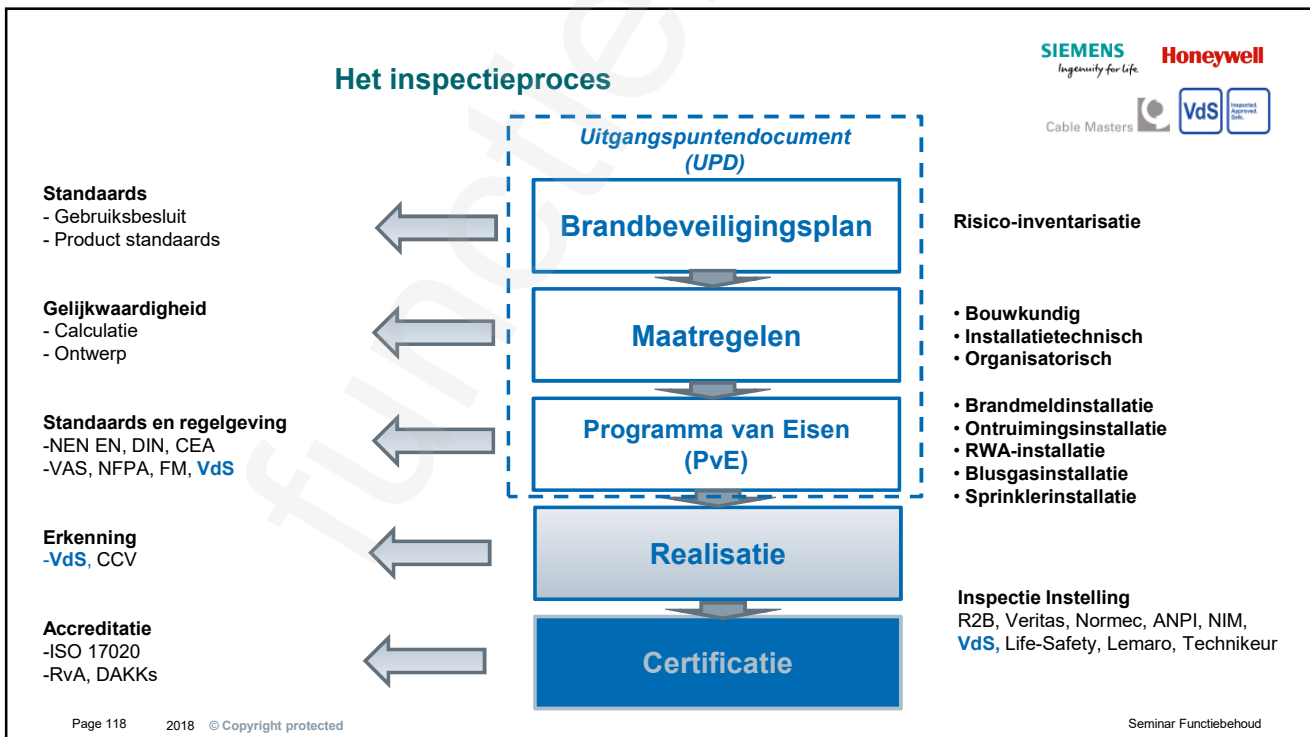 Het inspectieproces
SIEMENS
Ingenuity for life
Honeywell
Cable Masters
VdS
Inspected.
Approved.
Safe.
Uitgangspuntendocument
(UPD)
Standaards
- Gebruiksbesluit
- Product standaards
Brandbeveiligingsplan
Risico-inventarisatie
Gelijkwaardigheid
- Calculatie
- Ontwerp
Maatregelen
• Bouwkundig
• Installatietechnisch
• Organisatorisch
Standaards en regelgeving
-NEN EN, DIN, CEA
-VAS, NFPA, FM, VdS
Programma van Eisen
(PvE)
• Brandmeldinstallatie
• Ontruimingsinstallatie
• RWA-installatie
• Blusgasinstallatie
• Sprinklerinstallatie
Erkenning
-VdS, CCV
Realisatie
Accreditatie
-ISO 17020
-RvA, DAKKs
Certificatie
Inspectie Instelling
R2B, Veritas, Normec, ANPI, NIM,
VdS, Life-Safety, Lemaro, Technikeur
Page 118
2018 © Copyright protected
Seminar Functiebehoud
functie